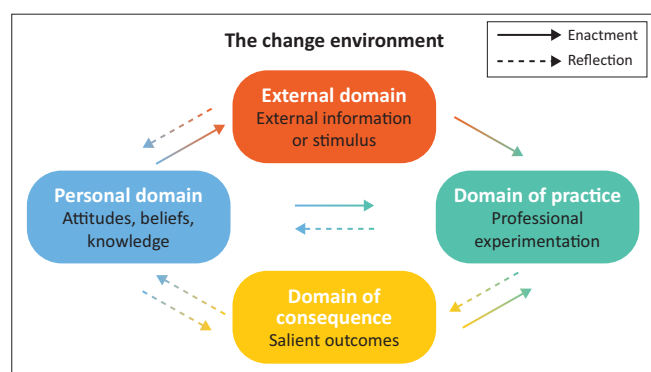 The change environment
Enactment
Reflection
External domain
External information
or stimulus
Personal domain
Attitudes, beliefs,
knowledge
Domain of practice
Professional
experimentation
Domain of
consequence
Salient outcomes